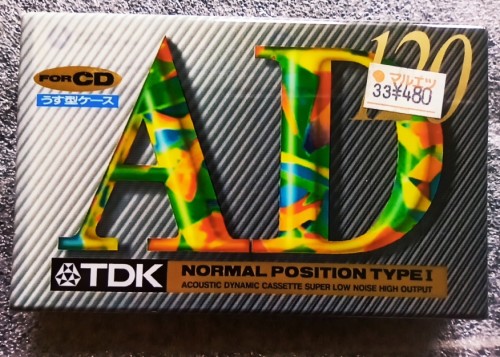 120
FOR CD
うす型ケース
マルエツ
33¥480
AD
TDK
NORMAL POSITION TYPE I
ACOUSTIC DYNAMIC CASSETTE SUPER LOW NOISE HIGH OUTPUT